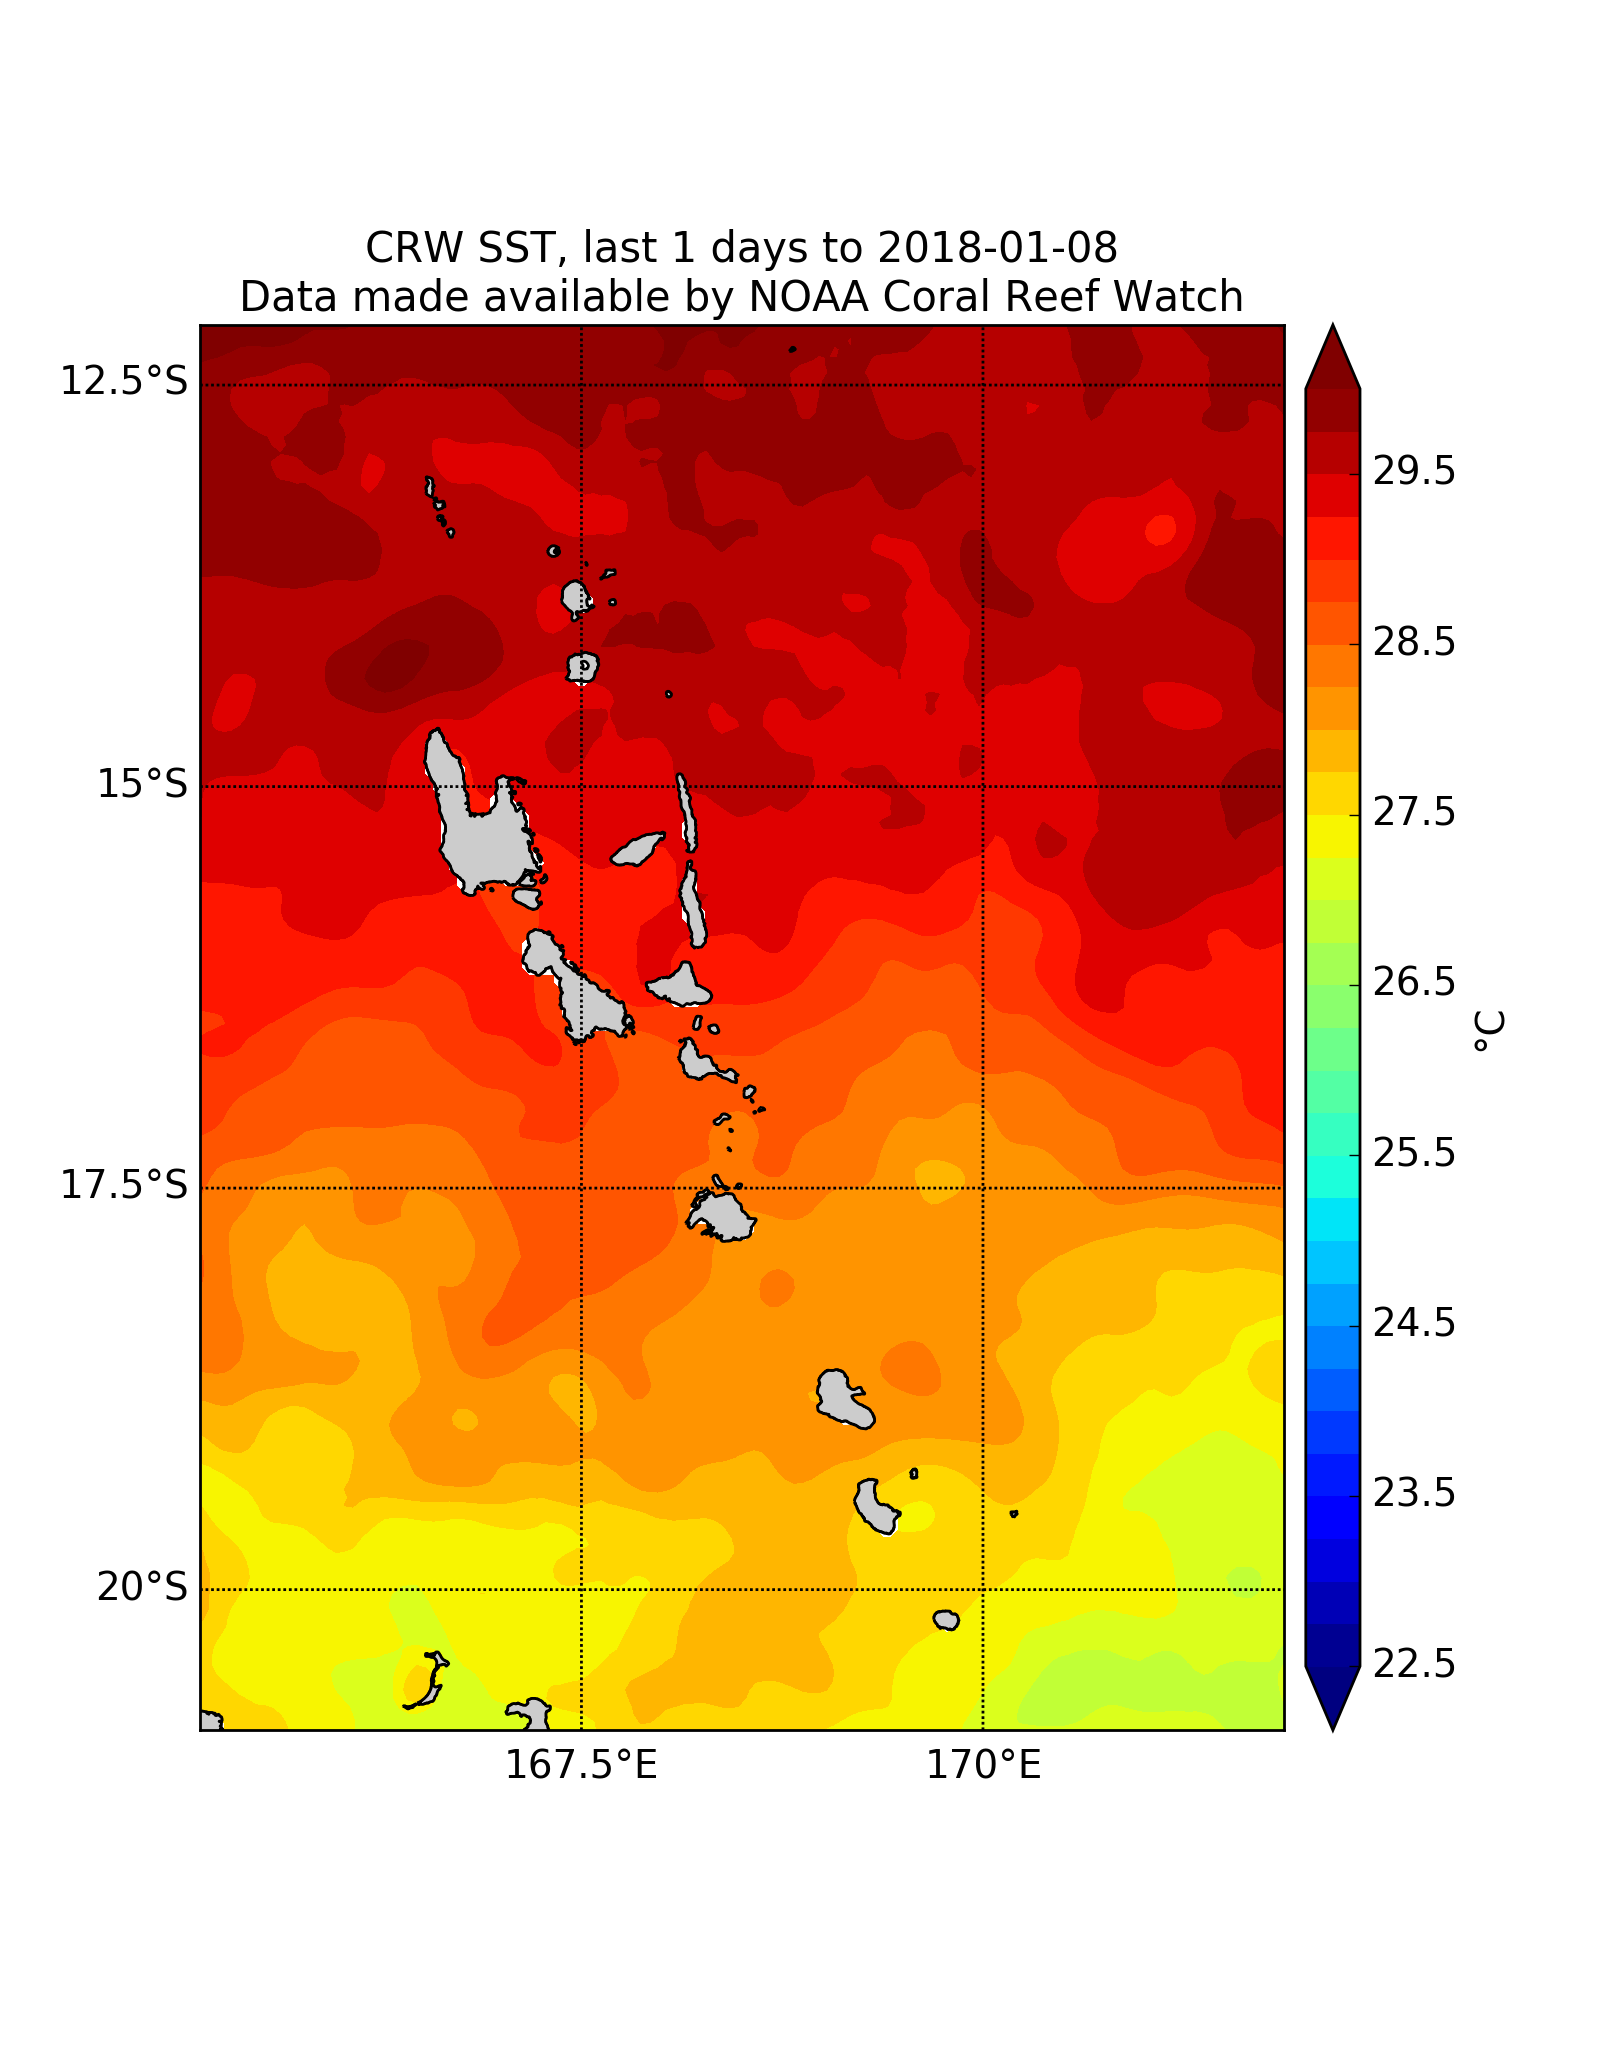 CRW SST, last 1 days to 2018-01-08
Data made available by NOAA Coral Reef Watch
12.5°S
15°S
17.5°S
20°S
167.5°E
170°E
29.5
28.5
27.5
26.5
25.5
24.5
23.5
22.5
°C